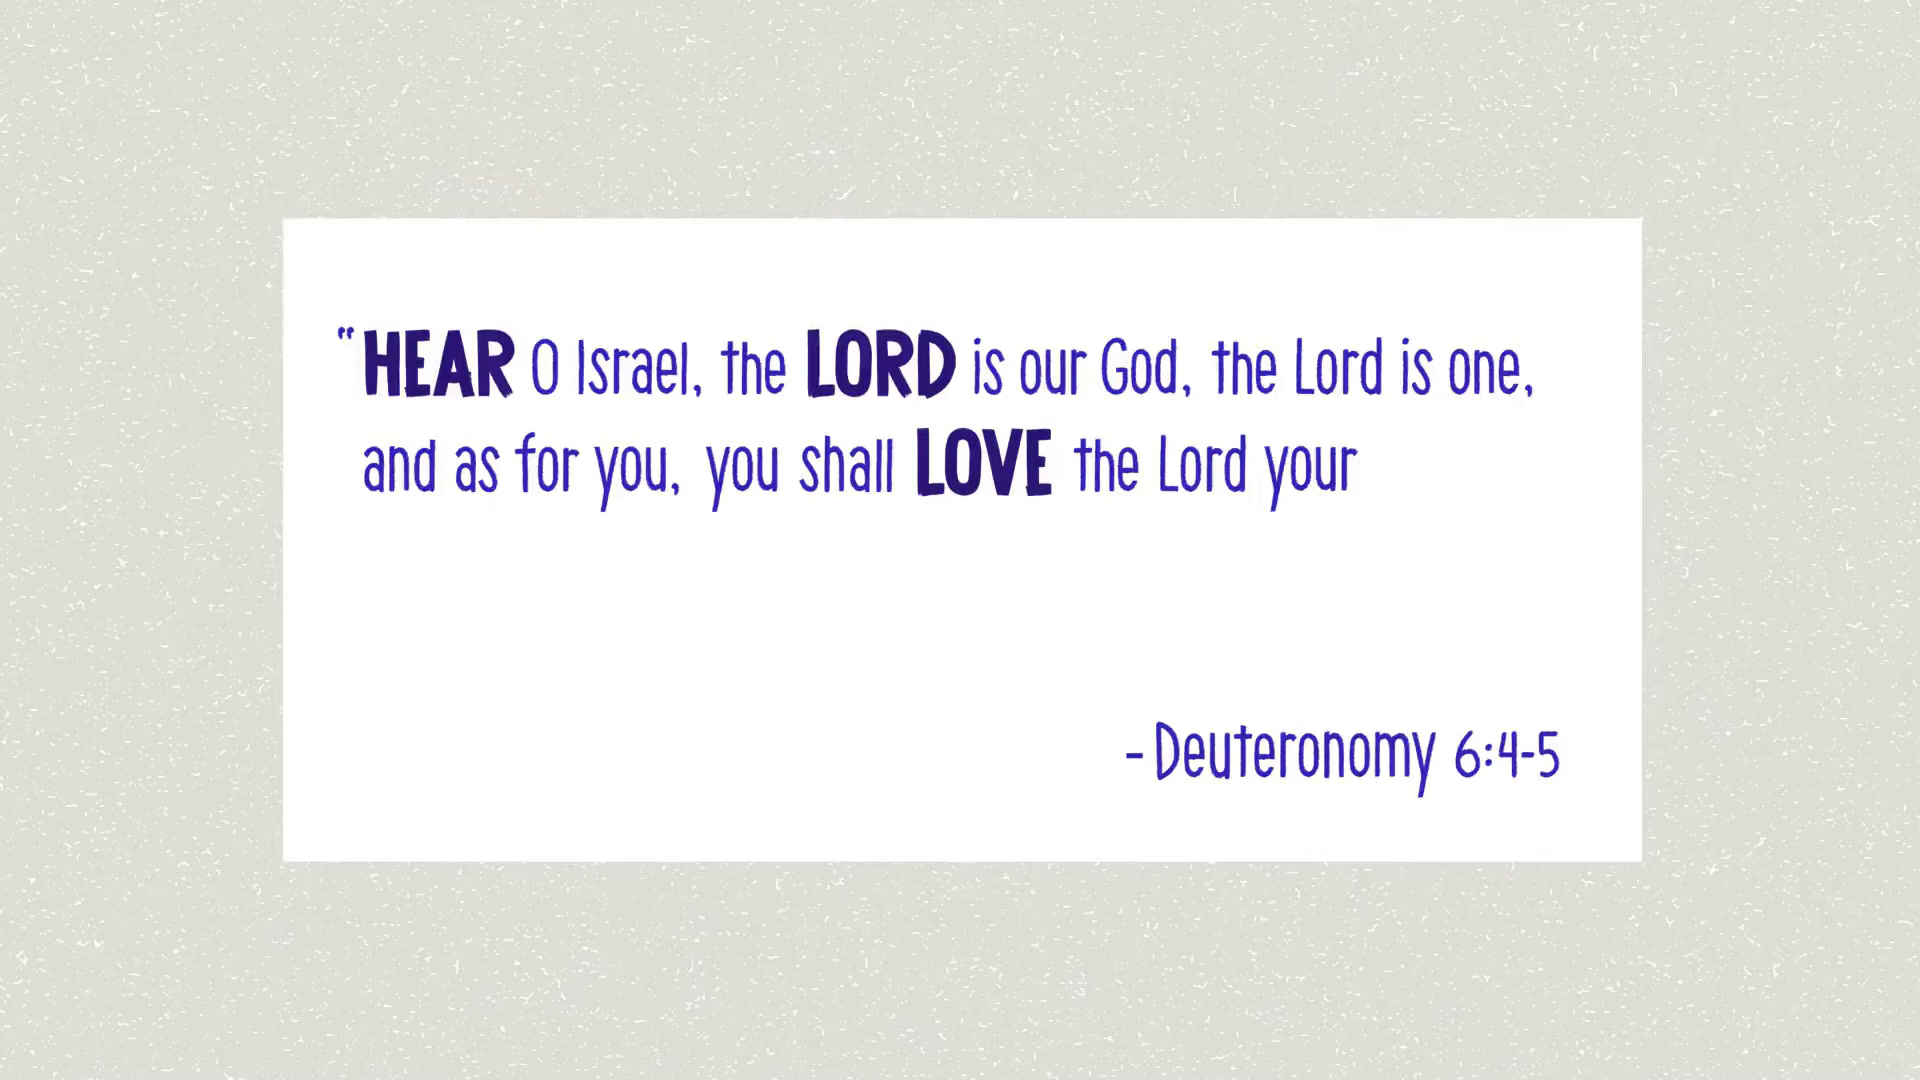 “HEAR O Israel, the LORD is our God, the Lord is one,
and as for you, you shall LOVE the Lord your
- Deuteronomy 6:4-5